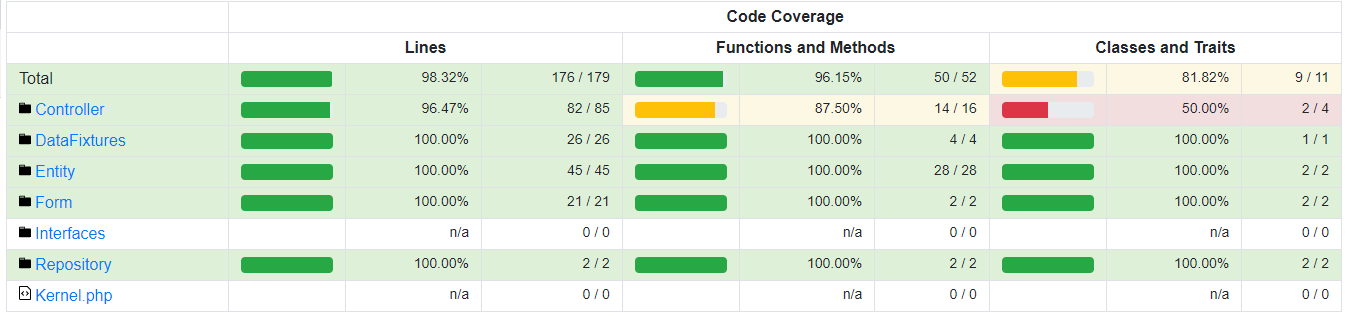 Code Coverage
Lines Functions and Methods Classes and Traits
Total 98.32% 176 / 179 96.15% 50 / 52 81.82% 9 / 11
Controller 96.47% 82 / 85 87.50% 14 / 16 50.00% 2 / 4
DataFixtures 100.00% 26 / 26 100.00% 4 / 4 100.00% 1 / 1
Entity 100.00% 45 / 45 100.00% 28 / 28 100.00% 2 / 2
Form 100.00% 21 / 21 100.00% 2 / 2 100.00% 2 / 2
Interfaces n/a 0 / 0 n/a 0 / 0 n/a 0 / 0
Repository 100.00% 2 / 2 100.00% 2 / 2 100.00% 2 / 2
Kernel.php n/a 0 / 0 n/a 0 / 0 n/a 0 / 0